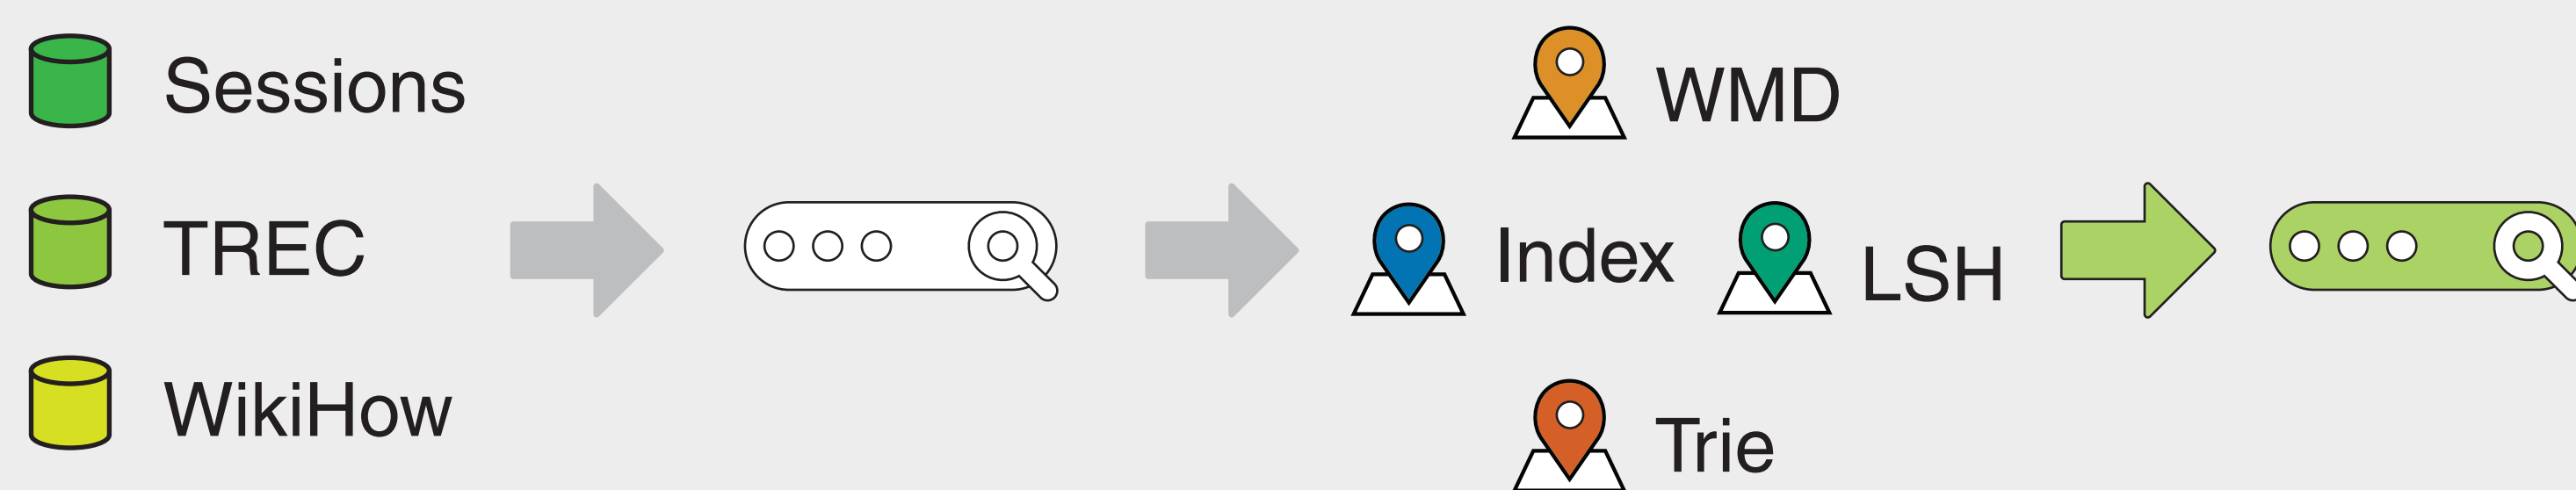 Sessions
TREC
WikiHow
WMD
Index
LSH
Trie